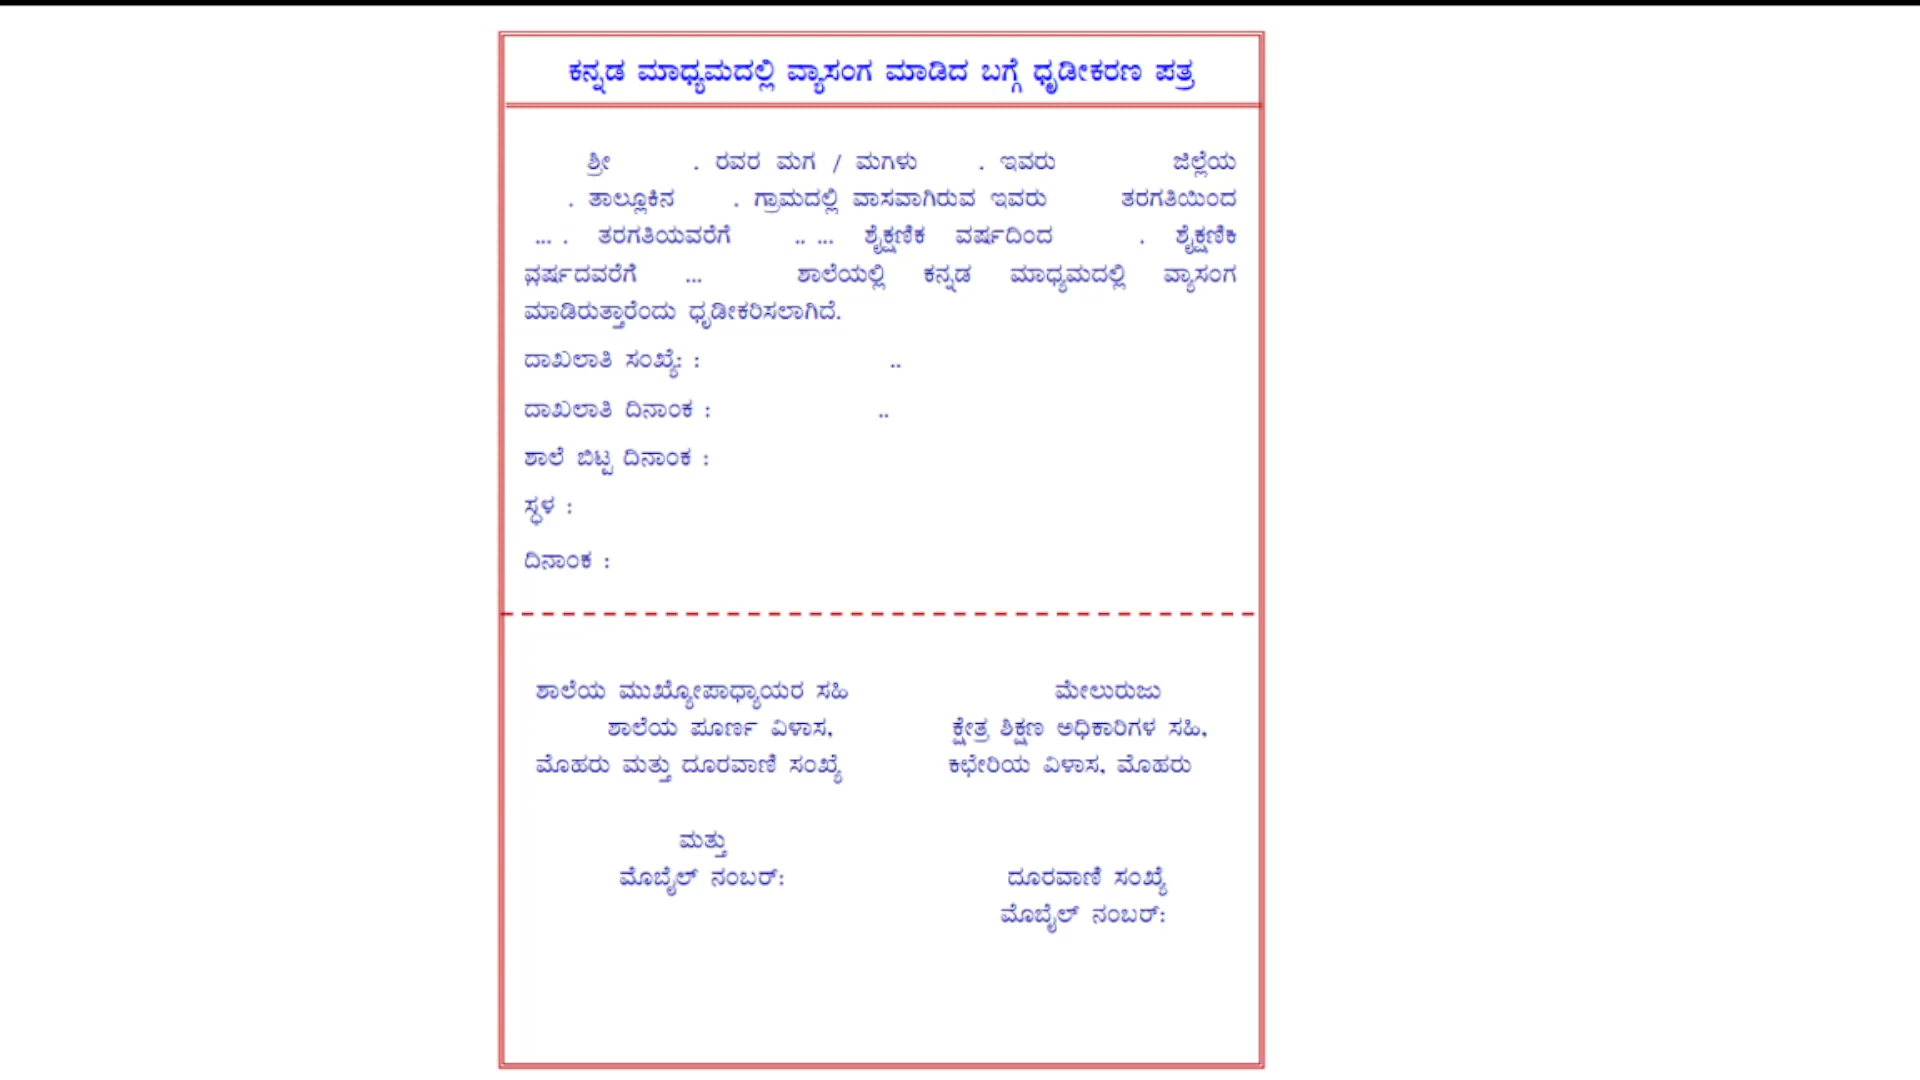 ಕನ್ನಡ ಮಾಧ್ಯಮದಲ್ಲಿ ವ್ಯಾಸಂಗ ಮಾಡಿದ ಬಗ್ಗೆ ಧೃಡೀಕರಣ ಪತ್ರ
ಶ್ರೀ . ರವರ ಮಗ / ಮಗಳು . ಇವರು ಜಿಲ್ಲೆಯ
. ತಾಲ್ಲೂಕಿನ . ಗ್ರಾಮದಲ್ಲಿ ವಾಸವಾಗಿರುವ ಇವರು ತರಗತಿಯಿಂದ
... . ತರಗತಿಯವರೆಗೆ .. ... ಶೈಕ್ಷಣಿಕ ವರ್ಷದಿಂದ . ಶೈಕ್ಷಣಿಕ
ವರ್ಷದವರೆಗೆ ... ಶಾಲೆಯಲ್ಲಿ ಕನ್ನಡ ಮಾಧ್ಯಮದಲ್ಲಿ ವ್ಯಾಸಂಗ
ಮಾಡಿರುತ್ತಾರೆಂದು ಧೃಡೀಕರಿಸಲಾಗಿದೆ.
ದಾಖಲಾತಿ ಸಂಖ್ಯೆ: : ..
ದಾಖಲಾತಿ ದಿನಾಂಕ : ..
ಶಾಲೆ ಬಿಟ್ಟ ದಿನಾಂಕ :
ಸ್ಥಳ :
ದಿನಾಂಕ :
ಶಾಲೆಯ ಮುಖ್ಯೋಪಾಧ್ಯಾಯರ ಸಹಿ ಮೇಲುರುಜು
ಶಾಲೆಯ ಪೂರ್ಣ ವಿಳಾಸ, ಕ್ಷೇತ್ರ ಶಿಕ್ಷಣ ಅಧಿಕಾರಿಗಳ ಸಹಿ,
ಮೊಹರು ಮತ್ತು ದೂರವಾಣಿ ಸಂಖ್ಯೆ ಕಛೇರಿಯ ವಿಳಾಸ, ಮೊಹರು
ಮತ್ತು
ಮೊಬೈಲ್ ನಂಬರ್: ದೂರವಾಣಿ ಸಂಖ್ಯೆ
ಮೊಬೈಲ್ ನಂಬರ್: